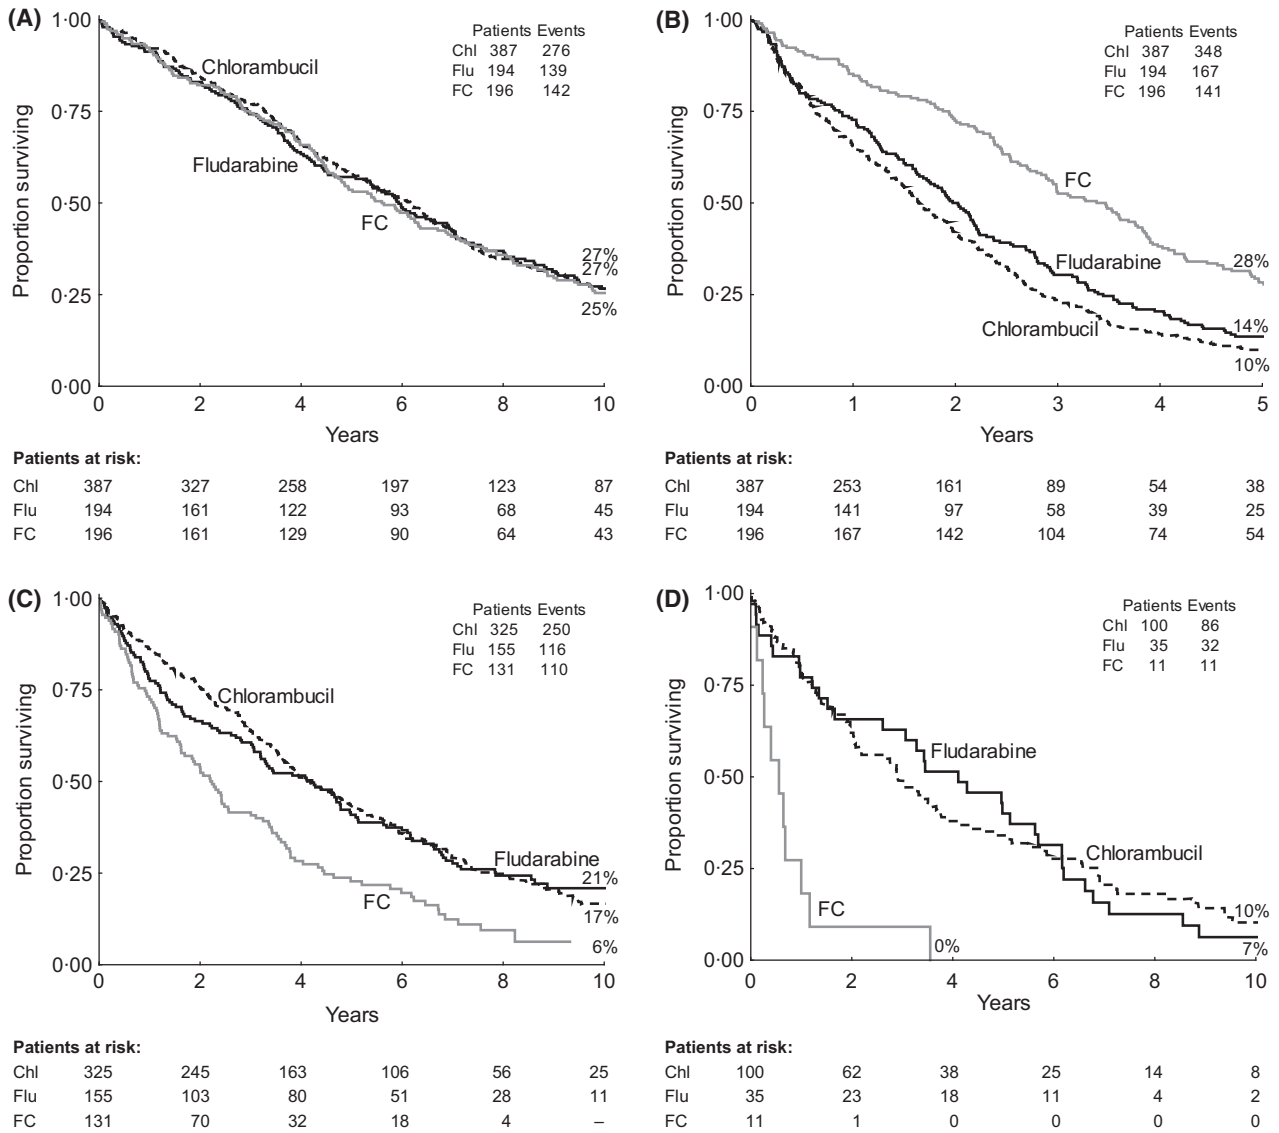 (A)
Patients Events
Chl 387 276
Flu 194 139
FC 196 142
Proportion surviving
1·00
0·75
0·50
0·25
0·00
Chlorambucil
Fludarabine
FC
27%
27%
25%
0 2 4 6 8 10
Years
Patients at risk:
Chl 387 327 258 197 123 87
Flu 194 161 122 93 68 45
FC 196 161 129 90 64 43
(B)
Patients Events
Chl 387 348
Flu 194 167
FC 196 141
Proportion surviving
1·00
0·75
0·50
0·25
0·00
FC
Fludarabine
Chlorambucil
28%
14%
10%
0 1 2 3 4 5
Years
Patients at risk:
Chl 387 253 161 89 54 38
Flu 194 141 97 58 39 25
FC 196 167 142 104 74 54
(C)
Patients Events
Chl 325 250
Flu 155 116
FC 131 110
Proportion surviving
1·00
0·75
0·50
0·25
0·00
Chlorambucil
Fludarabine
FC
21%
17%
6%
0 2 4 6 8 10
Years
Patients at risk:
Chl 325 245 163 106 56 25
Flu 155 103 80 51 28 11
FC 131 70 32 18 4 –
(D)
Patients Events
Chl 100 86
Flu 35 32
FC 11 11
Proportion surviving
1·00
0·75
0·50
0·25
0·00
Fludarabine
Chlorambucil
FC
10%
0%
7%
0 2 4 6 8 10
Years
Patients at risk:
Chl 100 62 38 25 14 8
Flu 35 23 18 11 4 2
FC 11 1 0 0 0 0